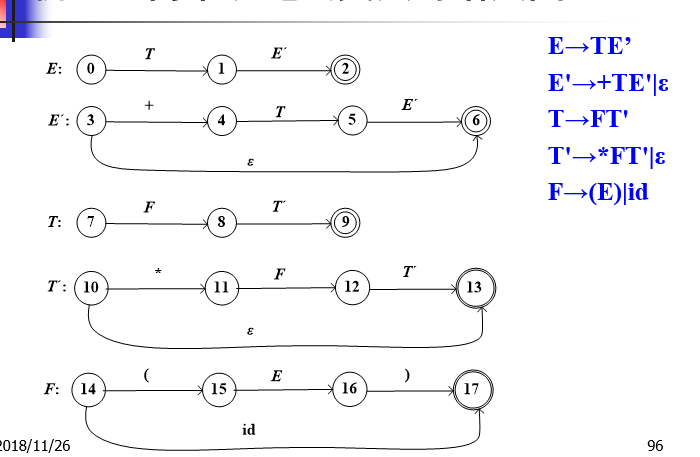 E→TE’
E'→+TE'|ε
T→FT'
T'→*FT'|ε
F→(E)|id
E: 0 T 1 E´ 2
E´: 3 + 4 T 5 E´ 6
ε
T: 7 F 8 T´ 9
T´: 10 * 11 F 12 T´ 13
ε
F: 14 ( 15 E 16 ) 17
id
2018/11/26
96